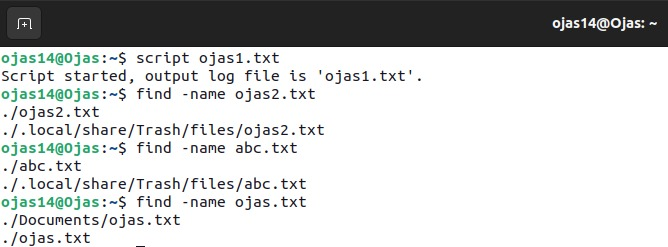 ojas14@Ojas: ~
ojas14@Ojas:~$ script ojas1.txt
Script started, output log file is 'ojas1.txt'.
ojas14@Ojas:~$ find -name ojas2.txt
./ojas2.txt
./.local/share/Trash/files/ojas2.txt
ojas14@Ojas:~$ find -name abc.txt
./abc.txt
./.local/share/Trash/files/abc.txt
ojas14@Ojas:~$ find -name ojas.txt
./Documents/ojas.txt
./ojas.txt